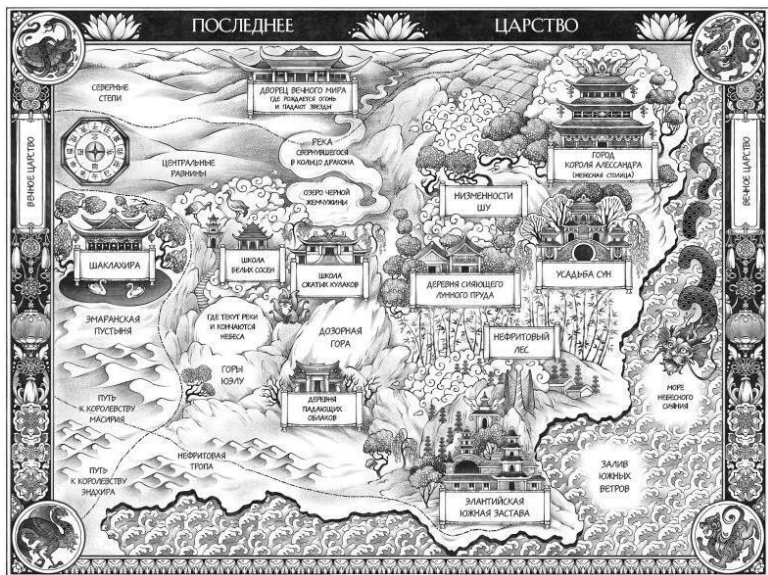 ПОСЛЕДНЕЕ ЦАРСТВО
СЕВЕРНЫЕ
СТЕПИ
ДВОРЕЦ ВЕЧНОГО МИРА
ГДЕ РОЖДАЕТСЯ ОГОНЬ
И ПАДАЮТ ЗВЕЗДЫ
ВЕЧНОЕ ЦАРСТВО
ЦЕНТРАЛЬНЫЕ
РАВНИНЫ
РЕКА
СВЕРНУВШЕГОСЯ
В КОЛЬЦО ДРАКОНА
ГОРОД
КОРОЛЯ АЛЕССАНДРА
(НЕБЕСНАЯ СТОЛИЦА)
ВЕЧНОЕ ЦАРСТВО
ОЗЕРО ЧЕРНОЙ
ЖЕМЧУЖИНЫ
НИЗМЕННОСТИ
ШУ
ШАКЛАХИРА
ШКОЛА
БЕЛЫХ СОСЕН
ШКОЛА
СЖАТЫХ КУЛАКОВ
ДЕРЕВНЯ СИЯЮЩЕГО
ЛУННОГО ПРУДА
УСАДЬБА СУН
ЭМАРАНСКАЯ
ПУСТЫНЯ
ГДЕ ТЕКУТ РЕКИ
И КОНЧАЮТСЯ
НЕБЕСА
ДОЗОРНАЯ
ГОРА
НЕФРИТОВЫЙ
ЛЕС
ГОРЫ
ЮЭЛУ
МОРЕ
НЕБЕСНОГО
СИЯНИЯ
ПУТЬ
К КОРОЛЕВСТВУ
МАСИРИЯ
ДЕРЕВНЯ
ПАДАЮЩИХ
ОБЛАКОВ
НЕФРИТОВАЯ
ТРОПА
ПУТЬ
К КОРОЛЕВСТВУ
ЭНДХИРА
ЗАЛИВ
ЮЖНЫХ
ВЕТРОВ
ЭЛАНТИЙСКАЯ
ЮЖНАЯ ЗАСТАВА